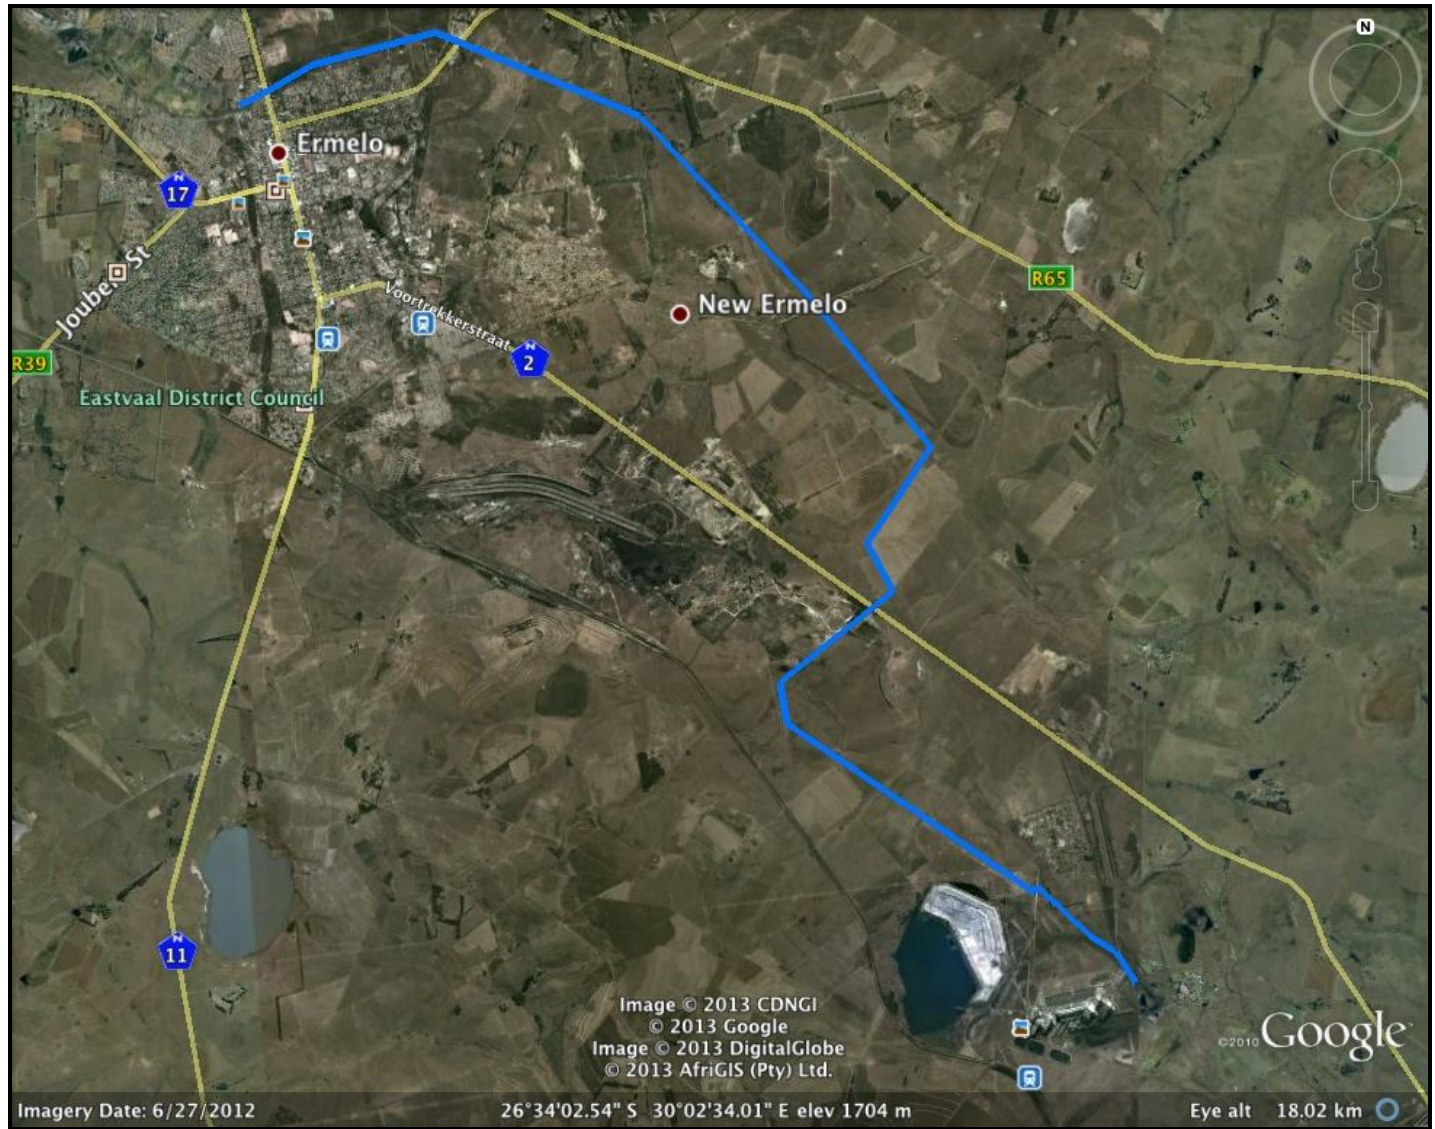 N
Ermelo
N
17
Joubert St
R65
New Ermelo
Voortrekkerstraat
N
2
R39
Eastvaal District Council
N
11
Image © 2013 CDNGI
© 2013 Google
Image © 2013 DigitalGlobe
© 2013 AfriGIS (Pty) Ltd.
©2010 Google
Imagery Date: 6/27/2012 26°34'02.54" S 30°02'34.01" E elev 1704 m Eye alt 18.02 km